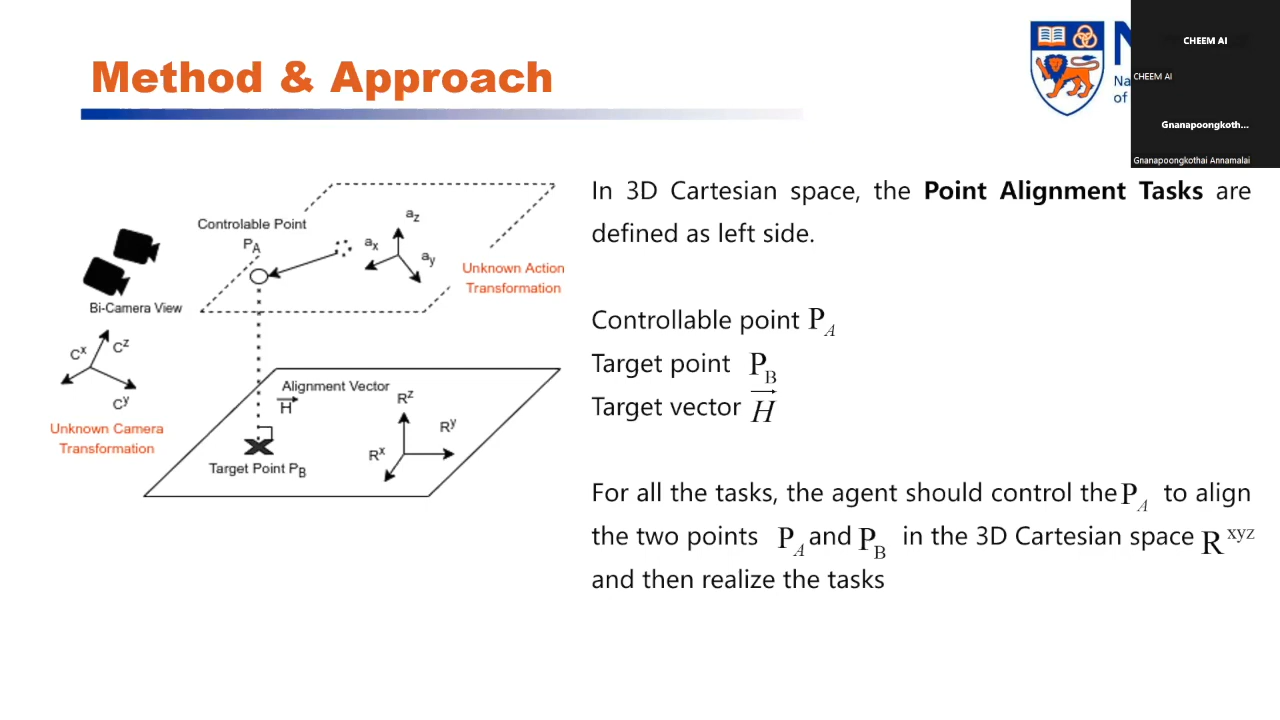 Method & Approach
N
Na
of
CHEEM AI
CHEEM AI
Gnanapoongkoth...
Gnanapoongkothai Annamalai
Controlable Point
PA
ax
az
ay
Unknown Action
Transformation
Bi-Camera View
Cx
Cz
Cy
Unknown Camera
Transformation
Alignment Vector
H
Rz
Ry
Rx
Target Point PB
In 3D Cartesian space, the Point Alignment Tasks are
defined as left side.
Controllable point PA
Target point PB
Target vector H
For all the tasks, the agent should control the PA to align
the two points PA and PB in the 3D Cartesian space Rxyz
and then realize the tasks